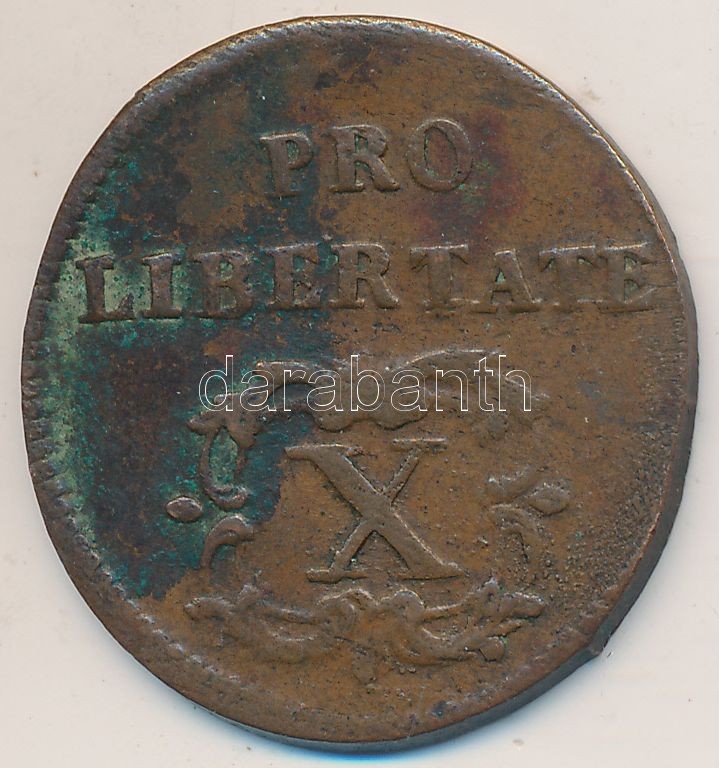 PRO
LIBERTATE
darabanth
X